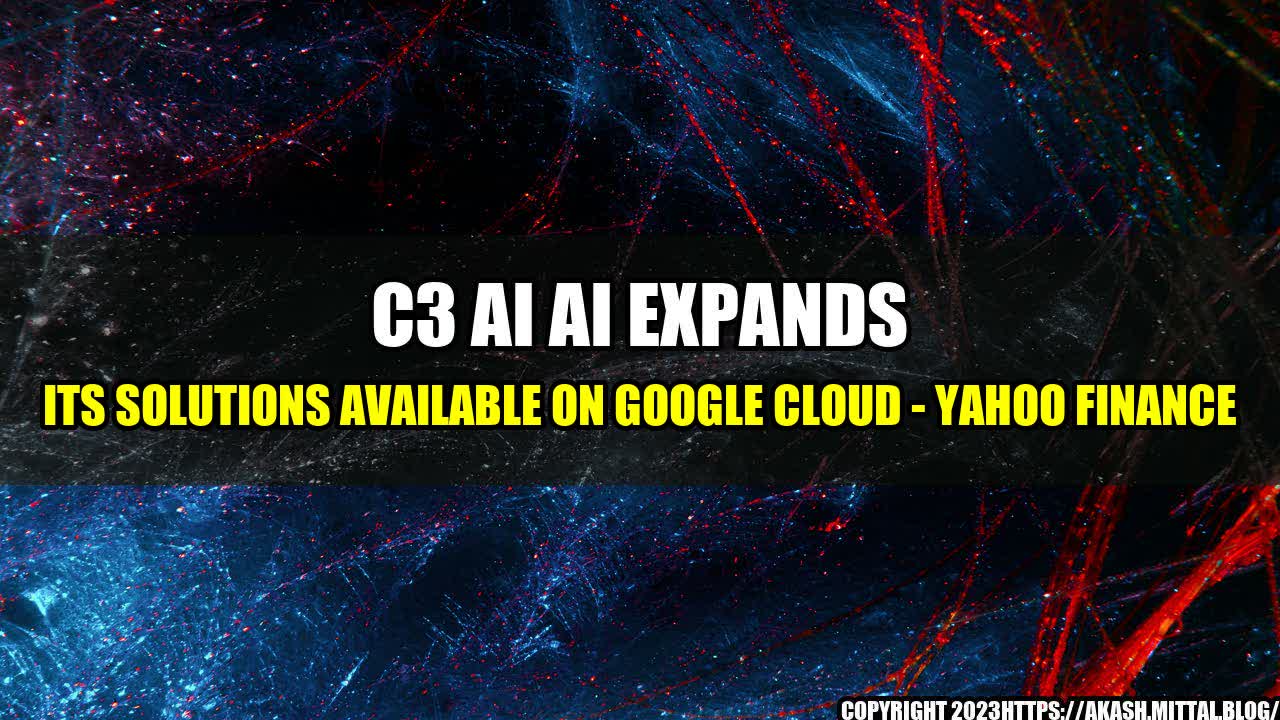 C3 AI AI EXPANDS
ITS SOLUTIONS AVAILABLE ON GOOGLE CLOUD - YAHOO FINANCE
COPYRIGHT 2023HTTPS://AKASH.MITTAL.BLOG/